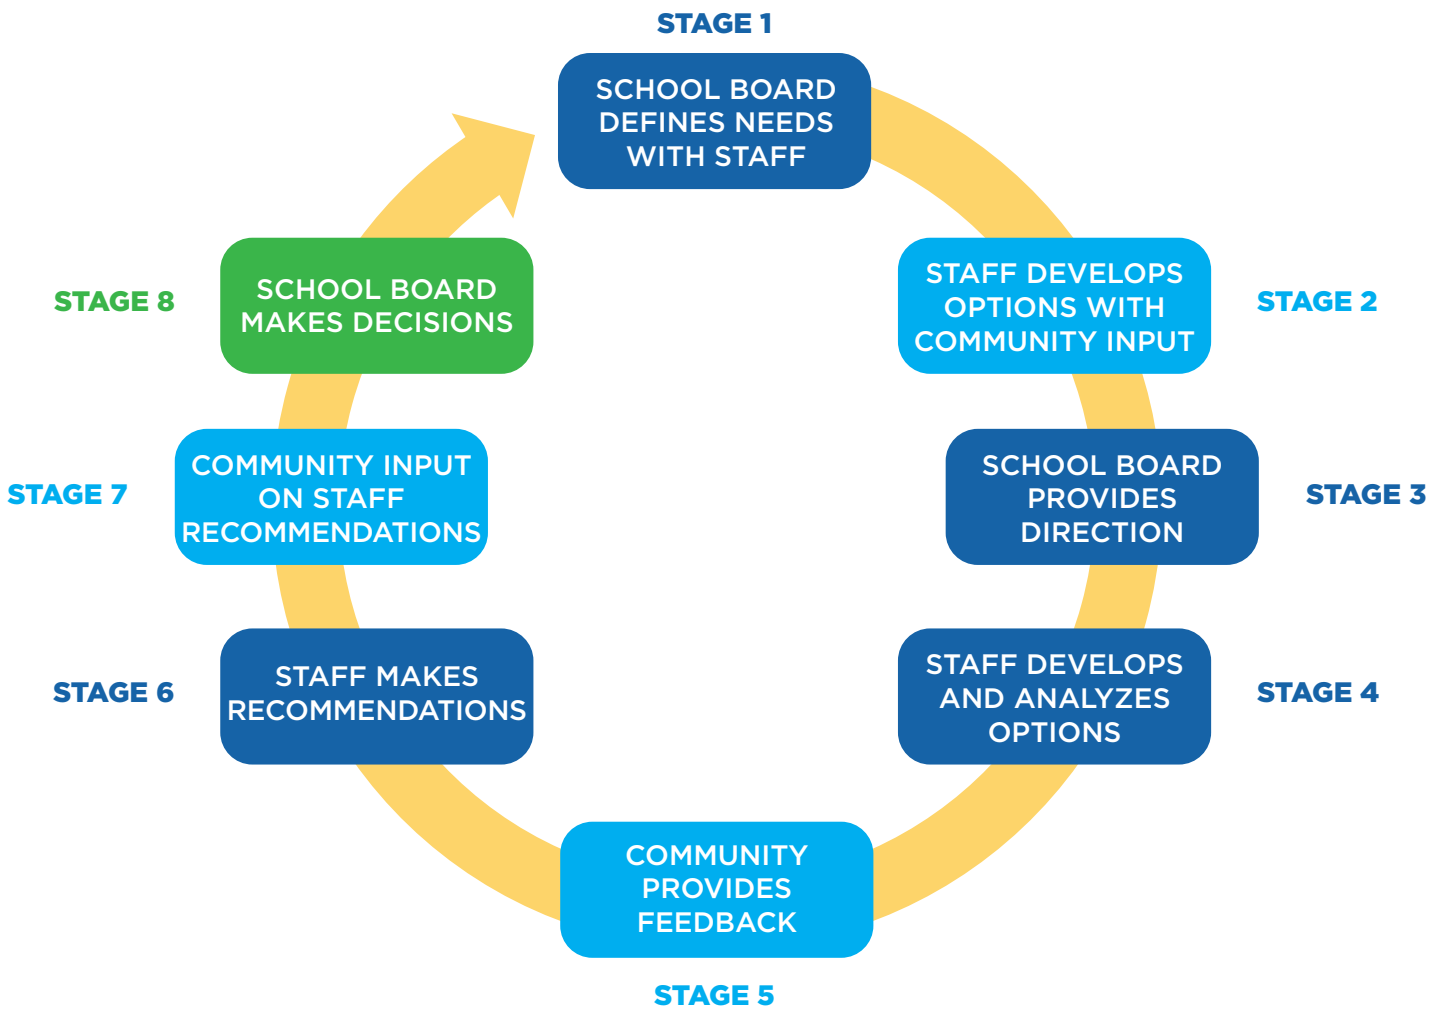 STAGE 1
SCHOOL BOARD
DEFINES NEEDS
WITH STAFF
STAGE 2
STAFF DEVELOPS
OPTIONS WITH
COMMUNITY INPUT
STAGE 3
SCHOOL BOARD
PROVIDES
DIRECTION
STAGE 4
STAFF DEVELOPS
AND ANALYZES
OPTIONS
STAGE 5
COMMUNITY
PROVIDES
FEEDBACK
STAGE 6
STAFF MAKES
RECOMMENDATIONS
STAGE 7
COMMUNITY INPUT
ON STAFF
RECOMMENDATIONS
STAGE 8
SCHOOL BOARD
MAKES DECISIONS